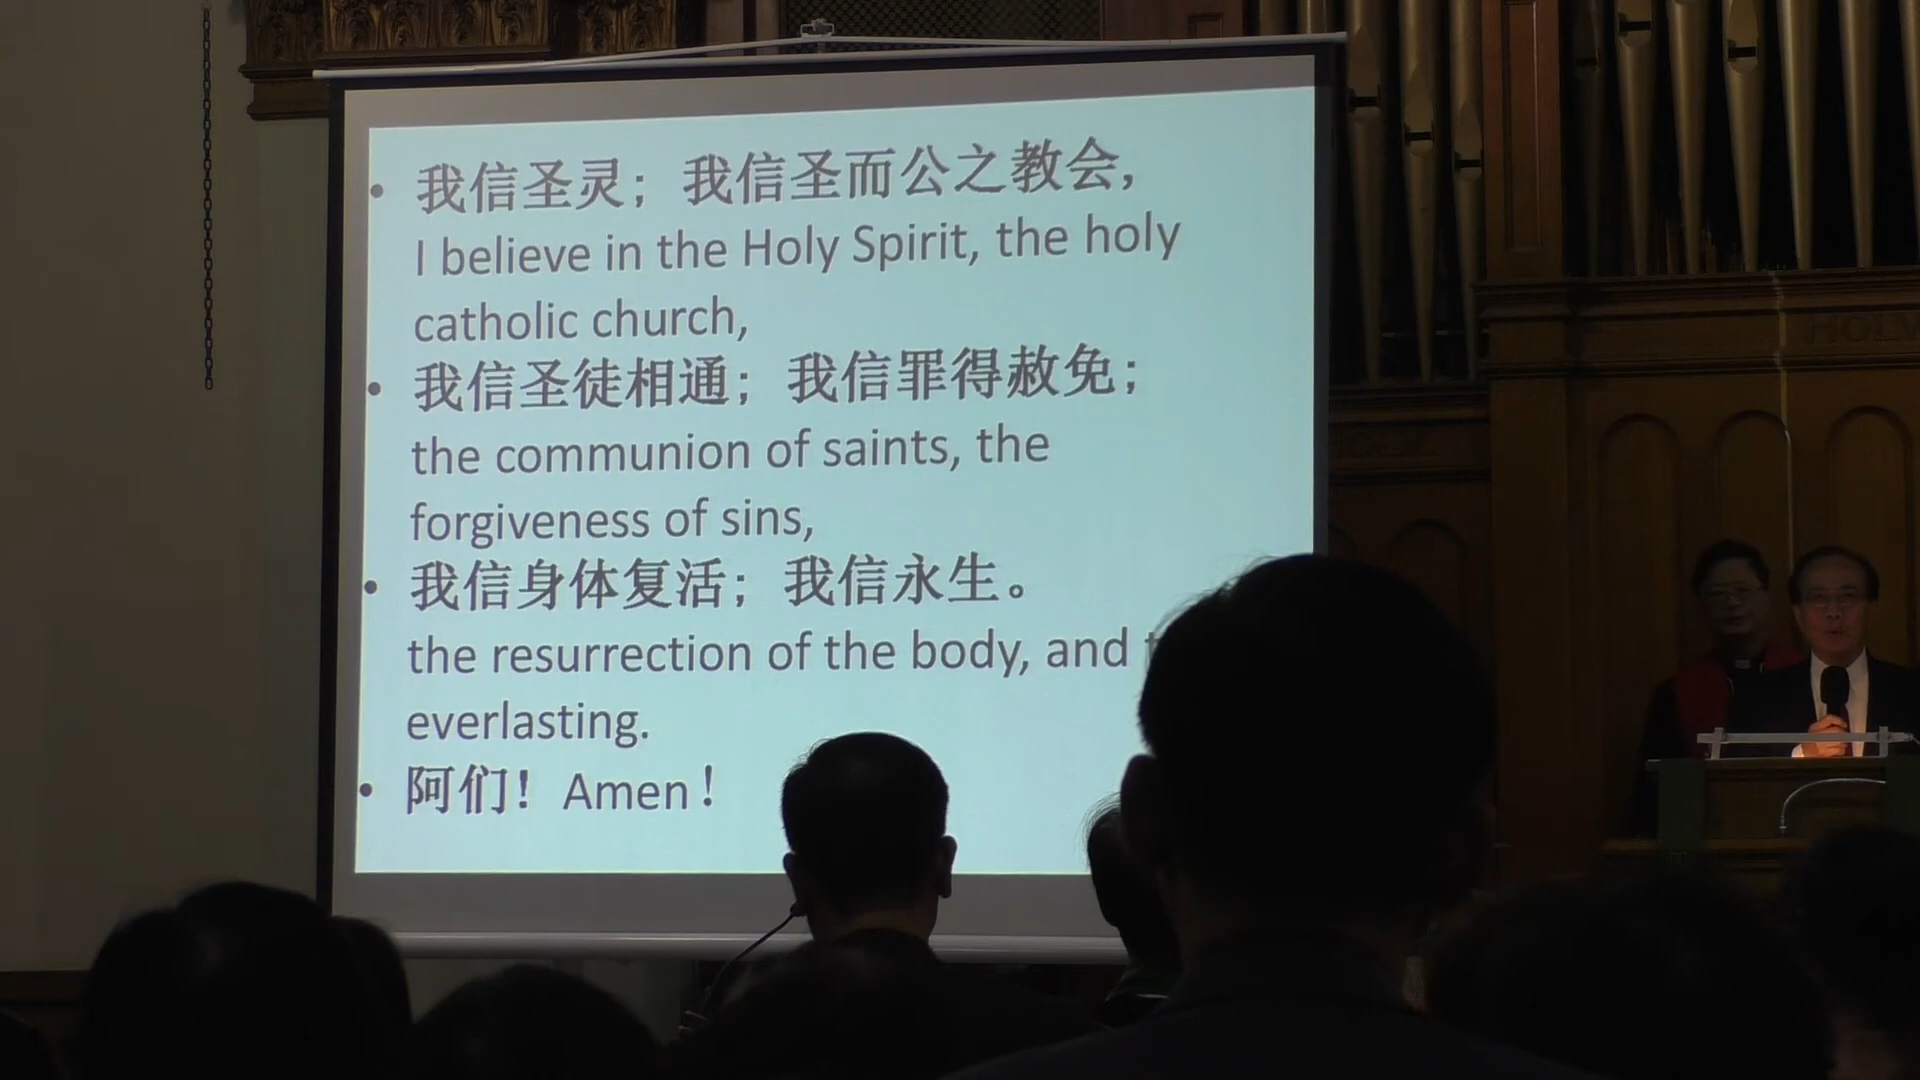 • 我信圣灵；我信圣而公之教会，
I believe in the Holy Spirit, the holy
catholic church,
• 我信圣徒相通；我信罪得赦免；
the communion of saints, the
forgiveness of sins,
• 我信身体复活；我信永生。
the resurrection of the body, and
everlasting.
• 阿们！Amen！
HOLY